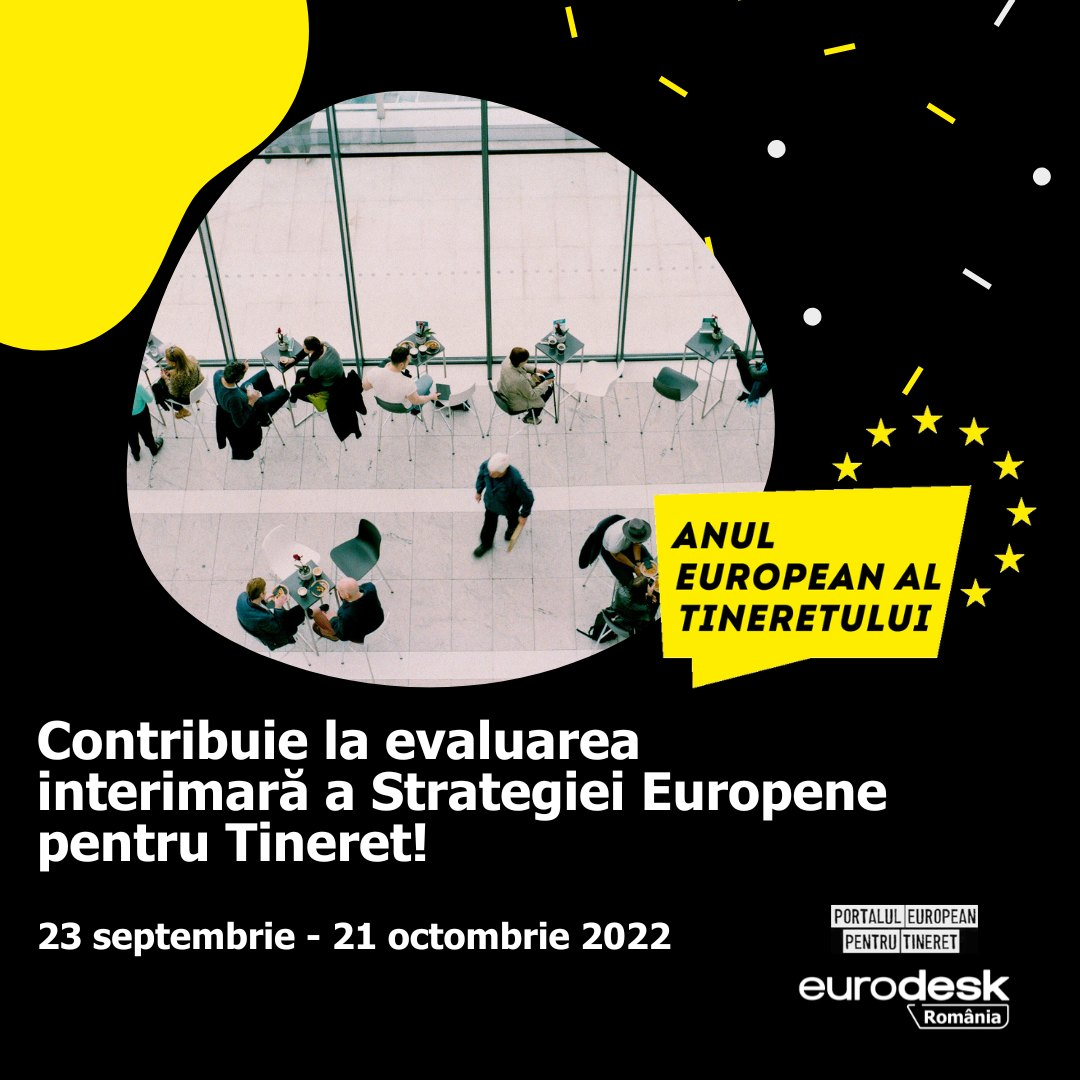 ANUL
EUROPEAN AL
TINERETULUI
Contribuie la evaluarea
interimară a Strategiei Europene
pentru Tineret!
23 septembrie - 21 octombrie 2022
PORTALUL EUROPEAN
PENTRU TINERET
eurodesk
România